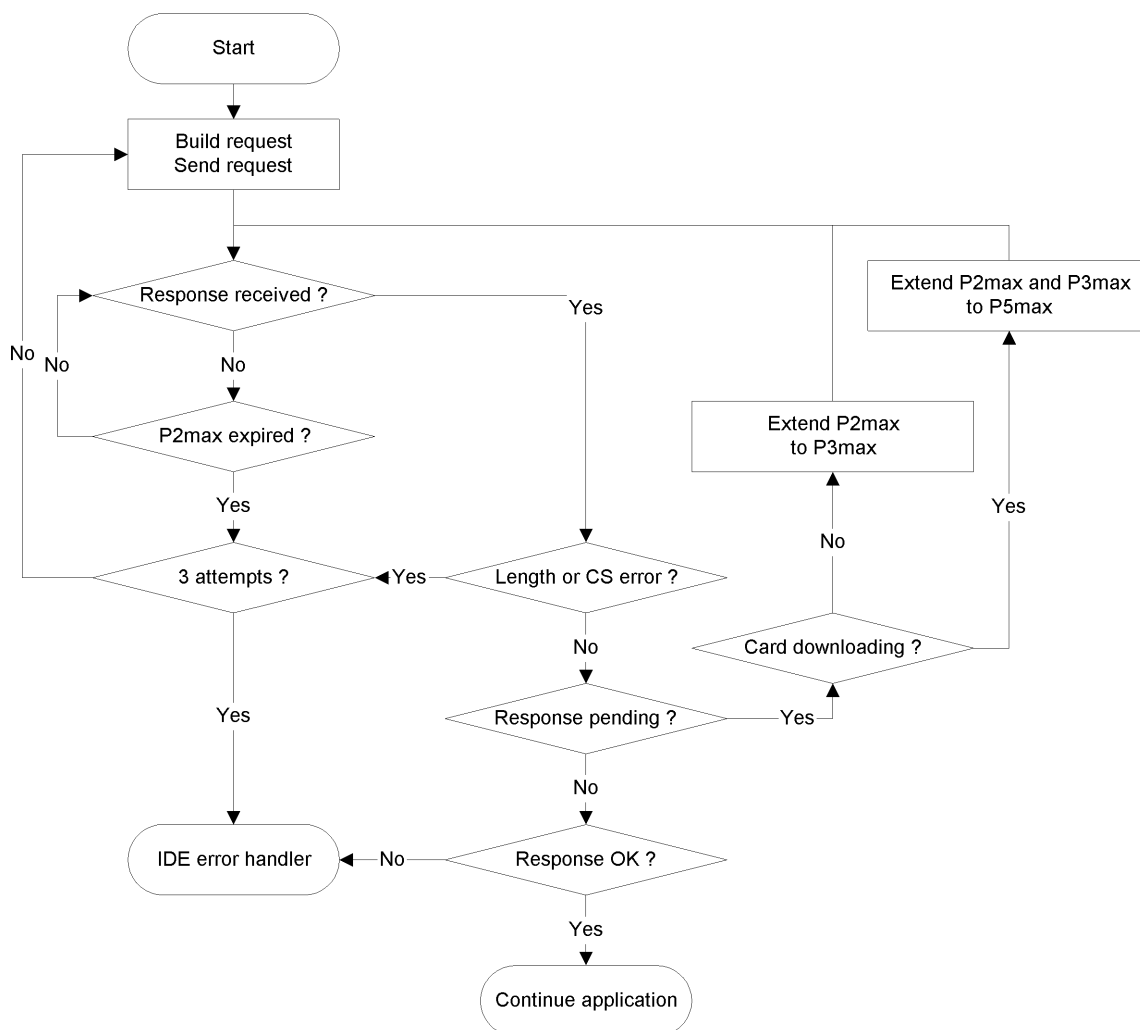 Start
Build request
Send request
Response received ?
Yes
Extend P2max and P3max
to P5max
No
No
No
P2max expired ?
Extend P2max
to P3max
Yes
Yes
No
3 attempts ?
Yes
Length or CS error ?
No
Card downloading ?
Yes
Response pending ?
Yes
No
IDE error handler
No
Response OK ?
Yes
Continue application